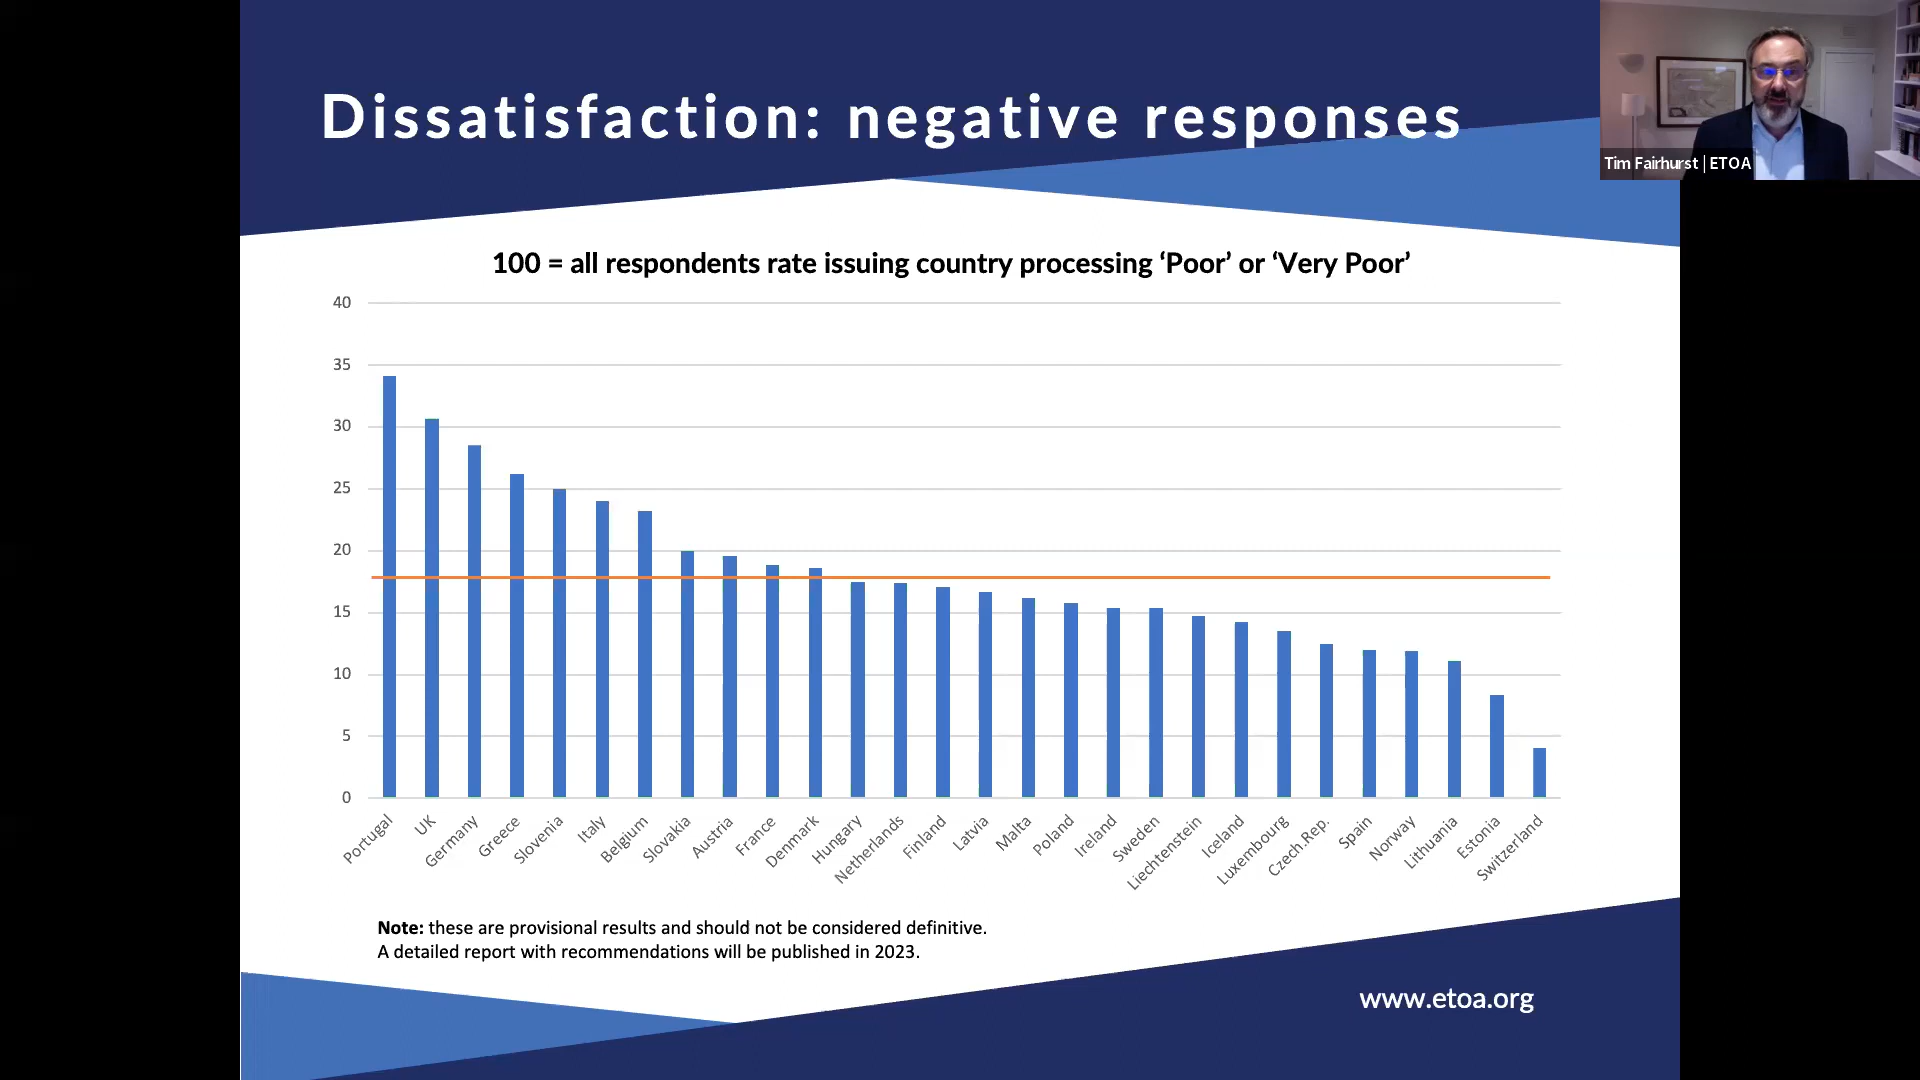 Dissatisfaction: negative responses
Tim Fairhurst | ETOA
100 = all respondents rate issuing country processing ‘Poor’ or ‘Very Poor’
40
35
30
25
20
15
10
5
0
Portugal
UK
Germany
Greece
Slovenia
Italy
Belgium
Slovakia
Austria
France
Denmark
Hungary
Netherlands
Finland
Latvia
Malta
Poland
Ireland
Sweden
Liechtenstein
Iceland
Luxembourg
Czech.Rep.
Spain
Norway
Lithuania
Estonia
Switzerland
Note: these are provisional results and should not be considered definitive.
A detailed report with recommendations will be published in 2023.
www.etoa.org